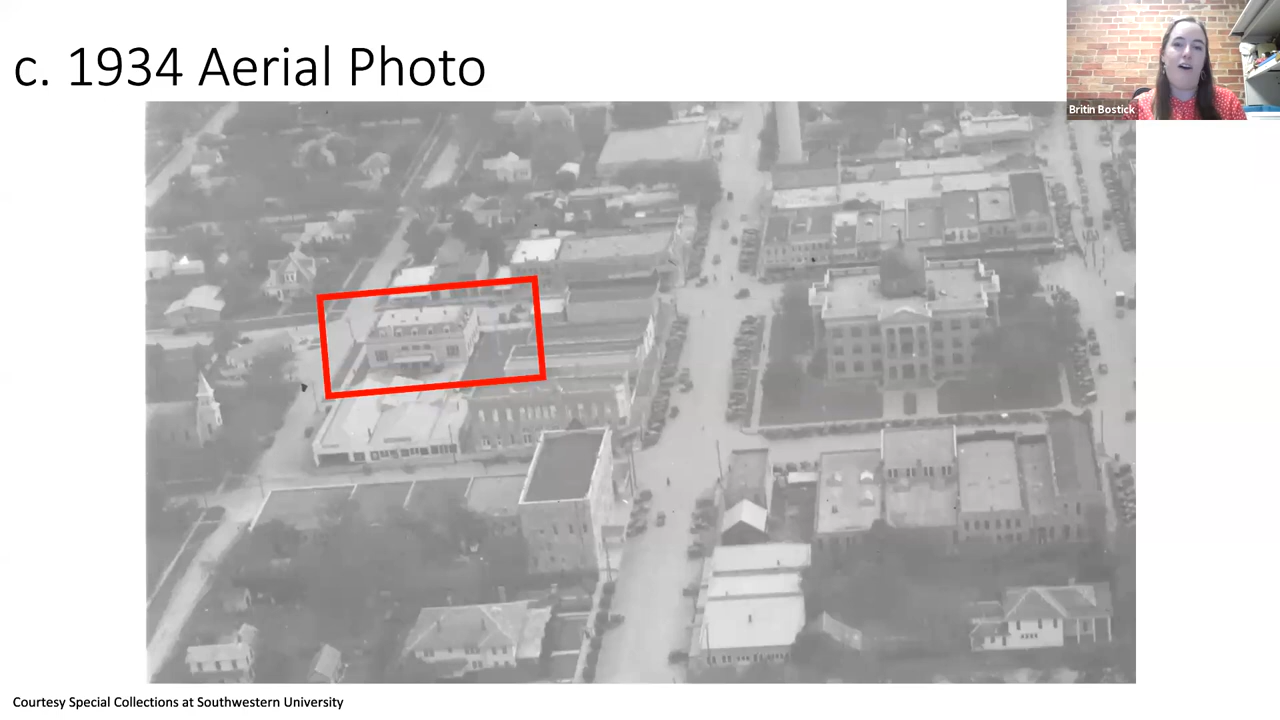 c. 1934 Aerial Photo
Britin Bostick
Courtesy Special Collections at Southwestern University